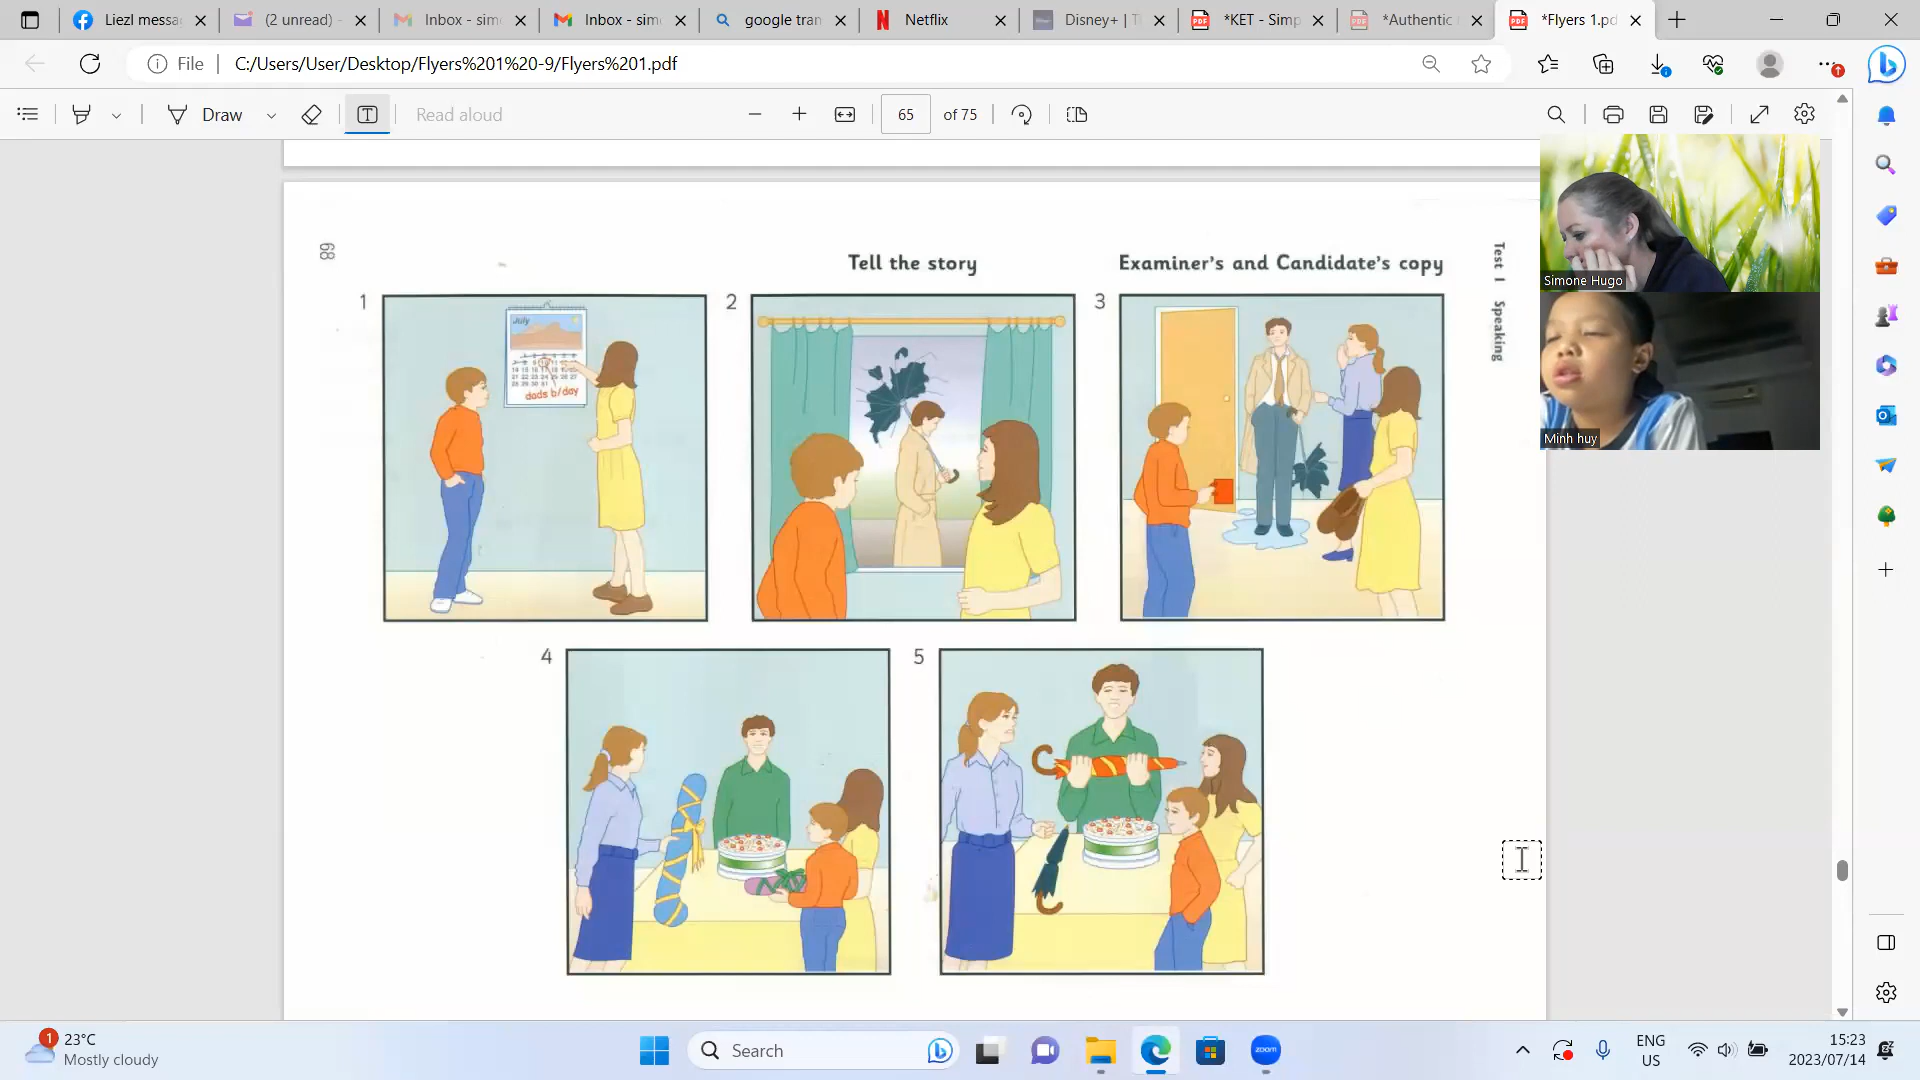 Liezl messa
(2 unread) -
Inbox - sim
Inbox - sim
google tran
Netflix
Disney+ | T
*KET - Simp
*Authentic
*Flyers 1.pd
File
C:/Users/User/Desktop/Flyers%201%20-9/Flyers%201.pdf
Draw
Read aloud
65
of 75
68
Tell the story
Examiner's and Candidate's copy
Test 1 Speaking
1
2
3
July
dads b/day
4
5
Simone Hugo
Minh huy
1
23°C
Mostly cloudy
Search
zoom
ENG
US
15:23
2023/07/14